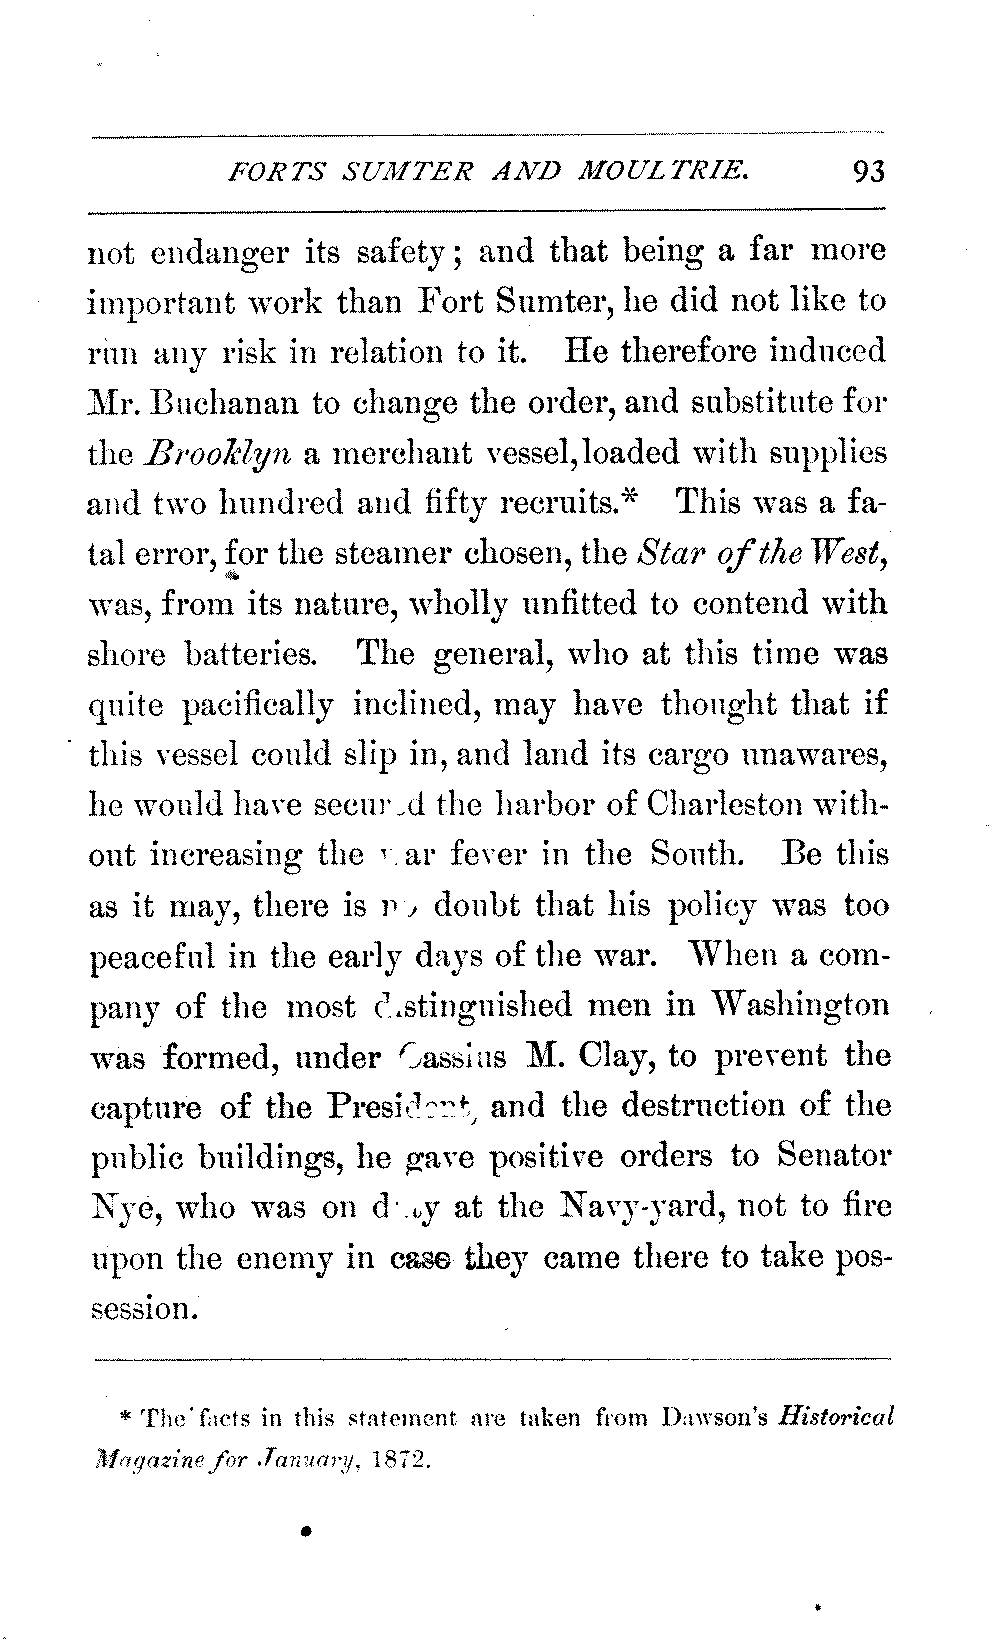 FORTS SUMTER AND MOULTRIE. 93
not endanger its safety; and that being a far more
important work than Fort Sumter, he did not like to
run any risk in relation to it. He therefore induced
Mr. Buchanan to change the order, and substitute for
the Brooklyn a merchant vessel, loaded with supplies
and two hundred and fifty recruits.* This was a fa-
tal error, for the steamer chosen, the Star of the West,
was, from its nature, wholly unfitted to contend with
shore batteries. The general, who at this time was
quite pacifically inclined, may have thought that if
this vessel could slip in, and land its cargo unawares,
he would have secured the harbor of Charleston with-
out increasing the war fever in the South. Be this
as it may, there is no doubt that his policy was too
peaceful in the early days of the war. When a com-
pany of the most distinguished men in Washington
was formed, under Cassius M. Clay, to prevent the
capture of the President, and the destruction of the
public buildings, he gave positive orders to Senator
Nye, who was on duty at the Navy-yard, not to fire
upon the enemy in case they came there to take pos-
session.
* The facts in this statement are taken from Dawson's Historical
Magazine for January, 1872.